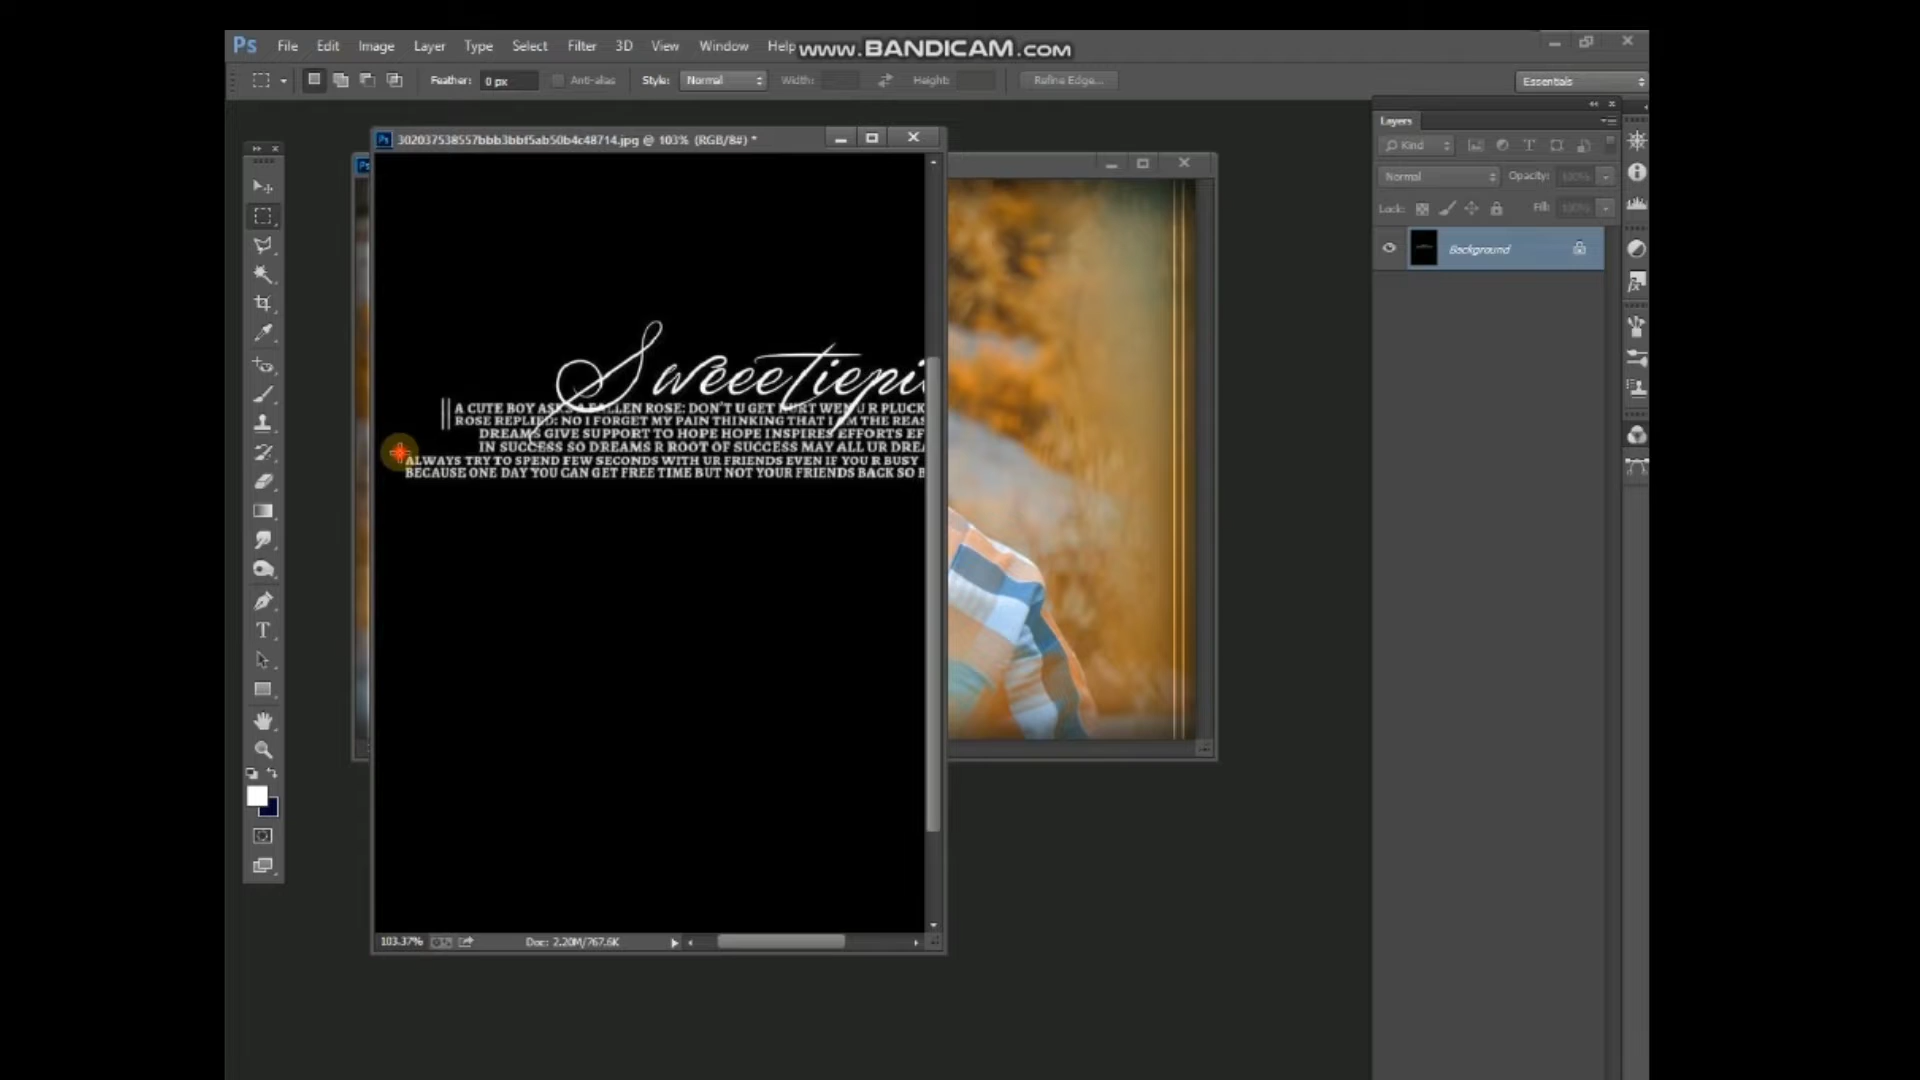 Ps File Edit Image Layer Type Select Filter 3D View Window Help
www.BANDICAM.com
Feather: 0 px Anti-alias Style: Normal Width: Height: Refine Edge... Essentials
302037538557bbb3bbf5ab50b4c48714.jpg @ 103% (RGB/8#) *
Layers
Kind
Normal Opacity: 100%
Lock: Fill: 100%
Background
Sweeetiepi
A CUTE BOY ASKS A FALLEN ROSE: DON'T U GET HURT WEN U R PLUCK
ROSE REPLIED: NO I FORGET MY PAIN THINKING THAT I AM THE REAS
DREAMS GIVE SUPPORT TO HOPE HOPE INSPIRES EFFORTS EF
IN SUCCESS SO DREAMS R ROOT OF SUCCESS MAY ALL UR DREA
ALWAYS TRY TO SPEND FEW SECONDS WITH UR FRIENDS EVEN IF YOU R BUSY
BECAUSE ONE DAY YOU CAN GET FREE TIME BUT NOT YOUR FRIENDS BACK SO B
103.37% Doc: 2.20M/767.6K